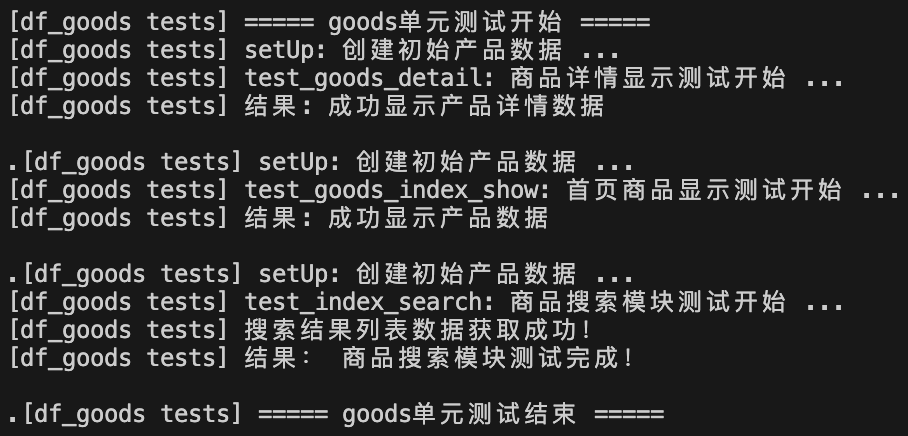 [df_goods tests] ===== goods单元测试开始 =====
[df_goods tests] setUp: 创建初始产品数据 ...
[df_goods tests] test_goods_detail: 商品详情显示测试开始 ...
[df_goods tests] 结果: 成功显示产品详情数据
.[df_goods tests] setUp: 创建初始产品数据 ...
[df_goods tests] test_goods_index_show: 首页商品显示测试开始 ...
[df_goods tests] 结果: 成功显示产品数据
.[df_goods tests] setUp: 创建初始产品数据 ...
[df_goods tests] test_index_search: 商品搜索模块测试开始 ...
[df_goods tests] 搜索结果列表数据获取成功!
[df_goods tests] 结果： 商品搜索模块测试完成!
.[df_goods tests] ===== goods单元测试结束 =====